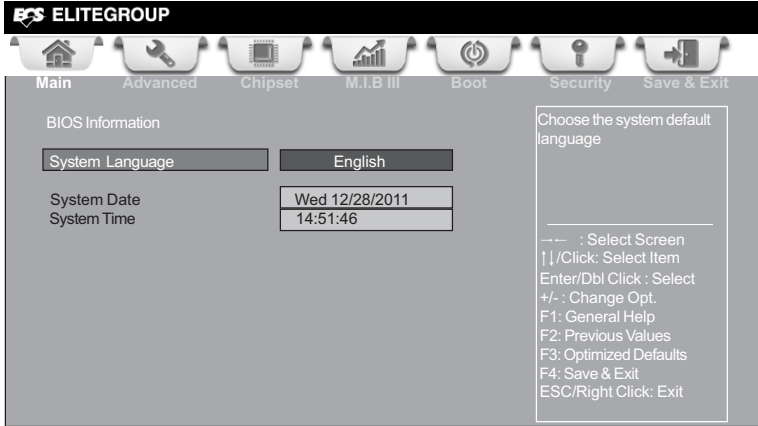 ECS ELITEGROUP
Main Advanced Chipset M.I.B III Boot Security Save & Exit
BIOS Information
System Language English
System Date Wed 12/28/2011
System Time 14:51:46
Choose the system default
language
→← : Select Screen
↑↓/Click: Select Item
Enter/Dbl Click : Select
+/- : Change Opt.
F1: General Help
F2: Previous Values
F3: Optimized Defaults
F4: Save & Exit
ESC/Right Click: Exit